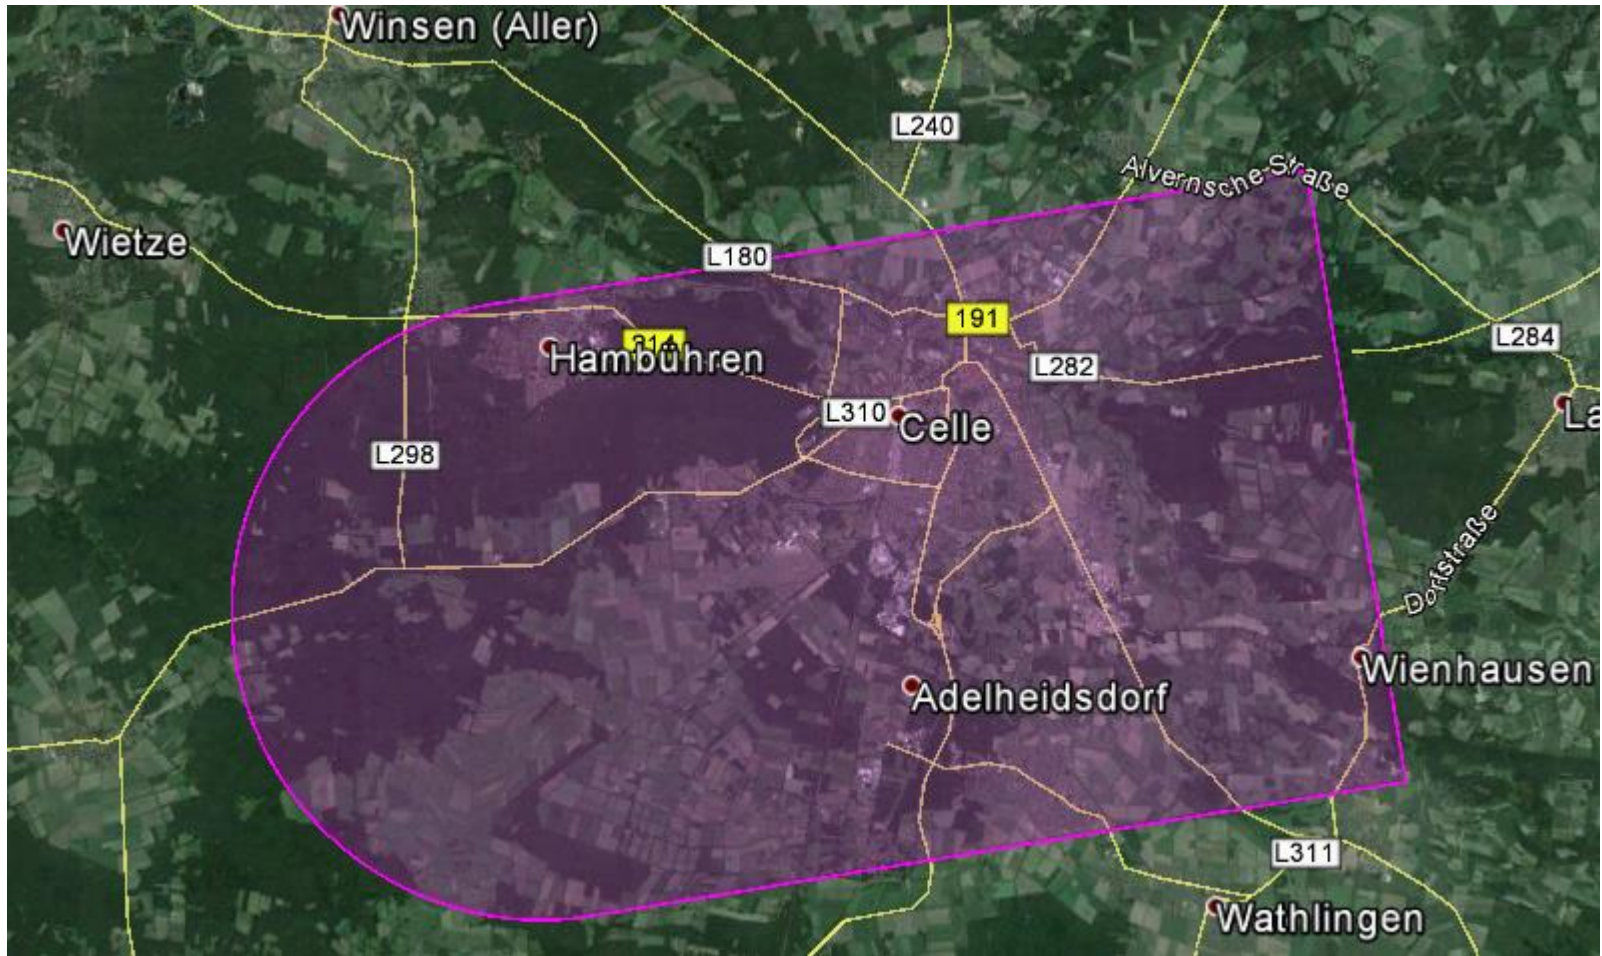 Winsen (Aller)
L240
Alvernsche Straße
Wietze
L180
191
214
L284
Hambühren
L282
L310
Celle
L298
Dorfstraße
Wienhausen
Adelheidsdorf
L311
Wathlingen